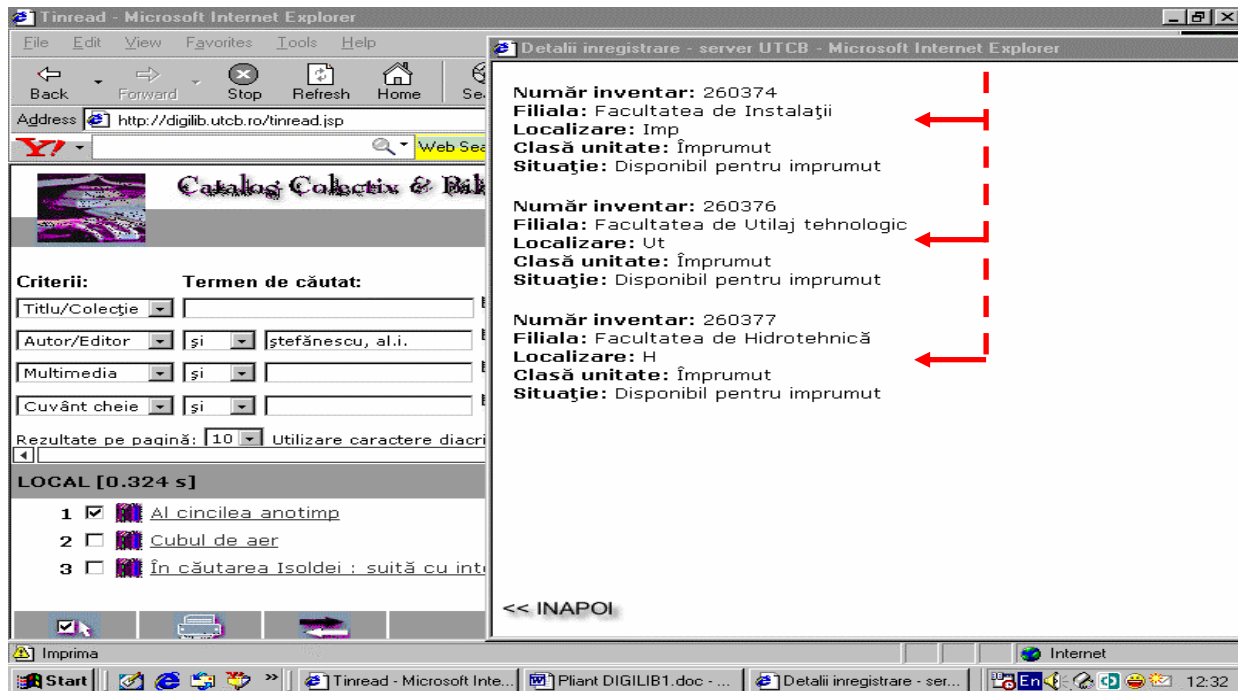 Tinread - Microsoft Internet Explorer
File Edit View Favorites Tools Help
Back Forward Stop Refresh Home
Address http://digilib.utcb.ro/tinread.jsp
Y! Web
Catalog Colectiv &
Criterii: Termen de căutat:
Titlu/Colecţie
Autor/Editor şi ştefănescu, al.i.
Multimedia şi
Cuvânt cheie şi
Rezultate pe pagină: 10 Utilizare caractere
LOCAL [0.324 s]
1 Al cincilea anotimp
2 Cubul de aer
3 În căutarea Isoldei : suită cu
Detalii inregistrare - server UTCB - Microsoft Internet Explorer
Număr inventar: 260374
Filiala: Facultatea de Instalaţii
Localizare: Imp
Clasă unitate: Împrumut
Situaţie: Disponibil pentru imprumut
Număr inventar: 260376
Filiala: Facultatea de Utilaj tehnologic
Localizare: Ut
Clasă unitate: Împrumut
Situaţie: Disponibil pentru imprumut
Număr inventar: 260377
Filiala: Facultatea de Hidrotehnică
Localizare: H
Clasă unitate: Împrumut
Situaţie: Disponibil pentru imprumut
<< INAPOI
Imprima Internet
Start » Tinread - Microsoft Inte... Pliant DIGILIB1.doc - ... Detalii inregistrare - ser... En 12:32